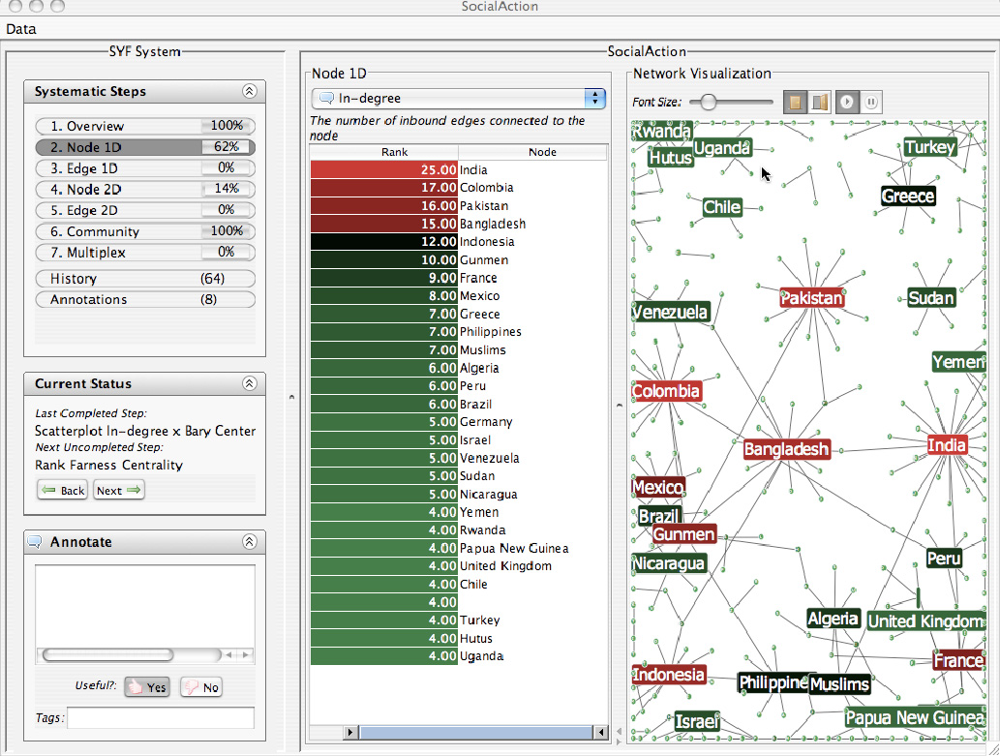 SocialAction
Data
SYF System
Systematic Steps
1. Overview 100%
2. Node 1D 62%
3. Edge 1D 0%
4. Node 2D 14%
5. Edge 2D 0%
6. Community 100%
7. Multiplex 0%
History (64)
Annotations (8)
Current Status
Last Completed Step:
Scatterplot In-degree x Bary Center
Next Uncompleted Step:
Rank Farness Centrality
Back Next
Annotate
Useful?: Yes No
Tags:
SocialAction
Node 1D
In-degree
The number of inbound edges connected to the
node
Rank Node
25.00 India
17.00 Colombia
16.00 Pakistan
15.00 Bangladesh
12.00 Indonesia
10.00 Gunmen
9.00 France
8.00 Mexico
7.00 Greece
7.00 Philippines
7.00 Muslims
6.00 Algeria
6.00 Peru
6.00 Brazil
5.00 Germany
5.00 Israel
5.00 Venezuela
5.00 Sudan
5.00 Nicaragua
4.00 Yemen
4.00 Rwanda
4.00 Papua New Guinea
4.00 United Kingdom
4.00 Chile
4.00
4.00 Turkey
4.00 Hutus
4.00 Uganda
Network Visualization
Font Size:
Rwanda
Uganda
Hutus
Turkey
Greece
Chile
Pakistan
Sudan
Venezuela
Yemen
Colombia
Bangladesh
India
Mexico
Brazil
Gunmen
Nicaragua
Peru
Algeria
United Kingdom
France
Indonesia
Philippine
Muslims
Israel
Papua New Guinea